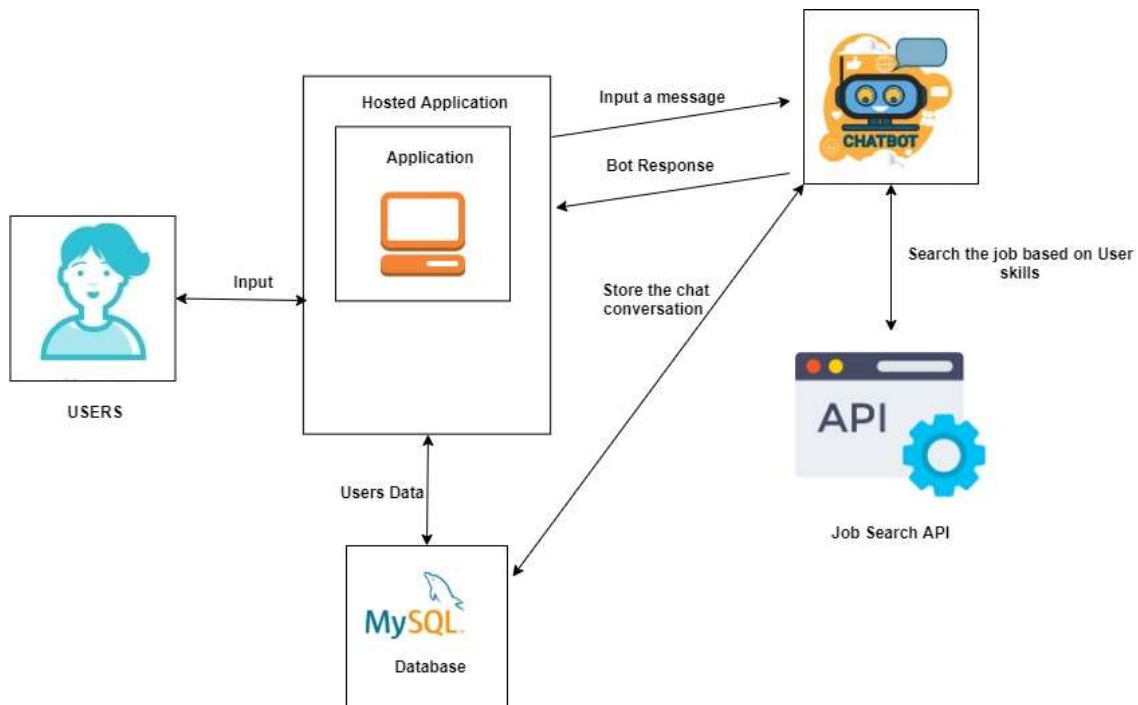 Hosted Application
Application
Input a message
CHATBOT
Bot Response
Input
USERS
Search the job based on User
skills
Store the chat
conversation
API
Job Search API
Users Data
MySQL
Database